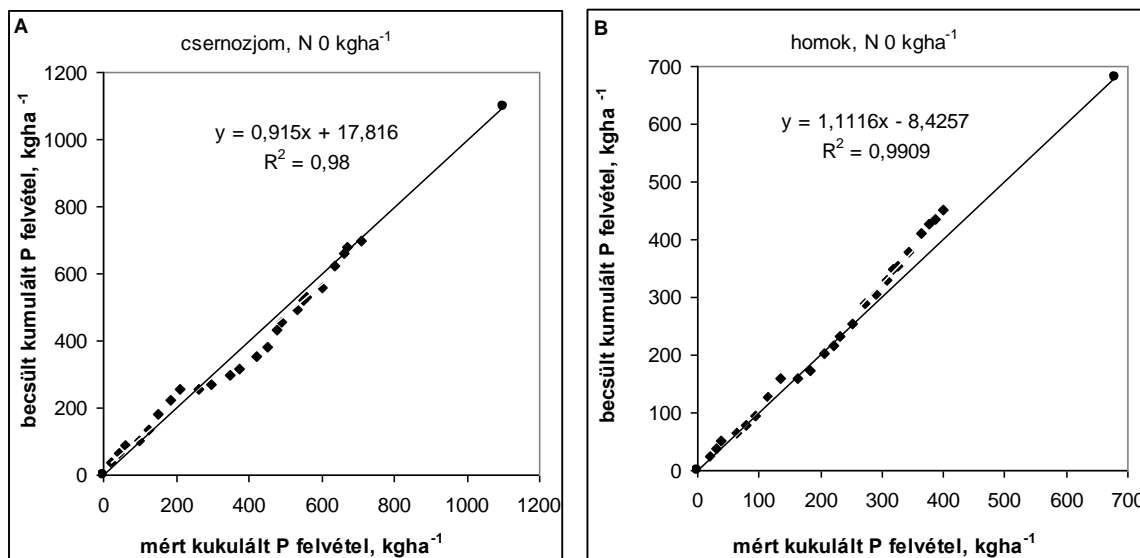 A
csernozjom, N 0 kgha⁻¹
y = 0,915x + 17,816
R² = 0,98
becsült kumulált P felvétel, kgha ⁻¹
1200
1000
800
600
400
200
0
0 200 400 600 800 1000 1200
mért kukulált P felvétel, kgha⁻¹
B
homok, N 0 kgha⁻¹
y = 1,1116x - 8,4257
R² = 0,9909
becsült kumulált P felvétel, kgha ⁻¹
700
600
500
400
300
200
100
0
0 100 200 300 400 500 600 700
mért kukulált P felvétel, kgha⁻¹